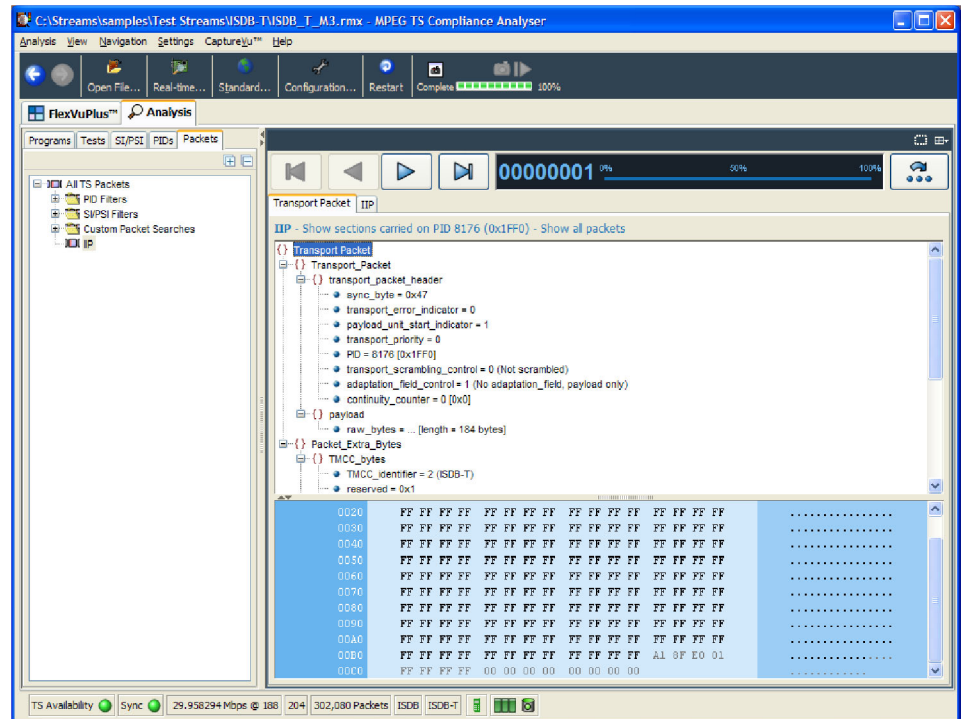 C:\Streams\samples\Test Streams\ISDB-T\ISDB_T_M3.rmx - MPEG TS Compliance Analyser
Analysis View Navigation Settings CaptureVu™ Help
Open File... Real-time... Standard... Configuration... Restart Complete 100%
FlexVuPlus™ Analysis
Programs Tests SI/PSI PIDs Packets
All TS Packets
PID Filters
SI/PSI Filters
Custom Packet Searches
IIP
00000001 0% 50% 100%
Transport Packet IIP
IIP - Show sections carried on PID 8176 (0x1FF0) - Show all packets
{} Transport Packet
{} Transport_Packet
{} transport_packet_header
sync_byte = 0x47
transport_error_indicator = 0
payload_unit_start_indicator = 1
transport_priority = 0
PID = 8176 [0x1FF0]
transport_scrambling_control = 0 (Not scrambled)
adaptation_field_control = 1 (No adaptation_field, payload only)
continuity_counter = 0 [0x0]
{} payload
raw_bytes = ... [length = 184 bytes]
{} Packet_Extra_Bytes
{} TMCC_bytes
TMCC_identifier = 2 (ISDB-T)
reserved = 0x1
0020 FF FF FF FF FF FF FF FF FF FF FF FF FF FF FF FF ................
0030 FF FF FF FF FF FF FF FF FF FF FF FF FF FF FF FF ................
0040 FF FF FF FF FF FF FF FF FF FF FF FF FF FF FF FF ................
0050 FF FF FF FF FF FF FF FF FF FF FF FF FF FF FF FF ................
0060 FF FF FF FF FF FF FF FF FF FF FF FF FF FF FF FF ................
0070 FF FF FF FF FF FF FF FF FF FF FF FF FF FF FF FF ................
0080 FF FF FF FF FF FF FF FF FF FF FF FF FF FF FF FF ................
0090 FF FF FF FF FF FF FF FF FF FF FF FF FF FF FF FF ................
00A0 FF FF FF FF FF FF FF FF FF FF FF FF FF FF FF FF ................
00B0 FF FF FF FF FF FF FF FF FF FF FF FF A1 8F E0 01 ................
00C0 FF FF FF FF 00 00 00 00 00 00 00 00
TS Availability Sync 29.958294 Mbps @ 188 204 302,080 Packets ISDB ISDB-T